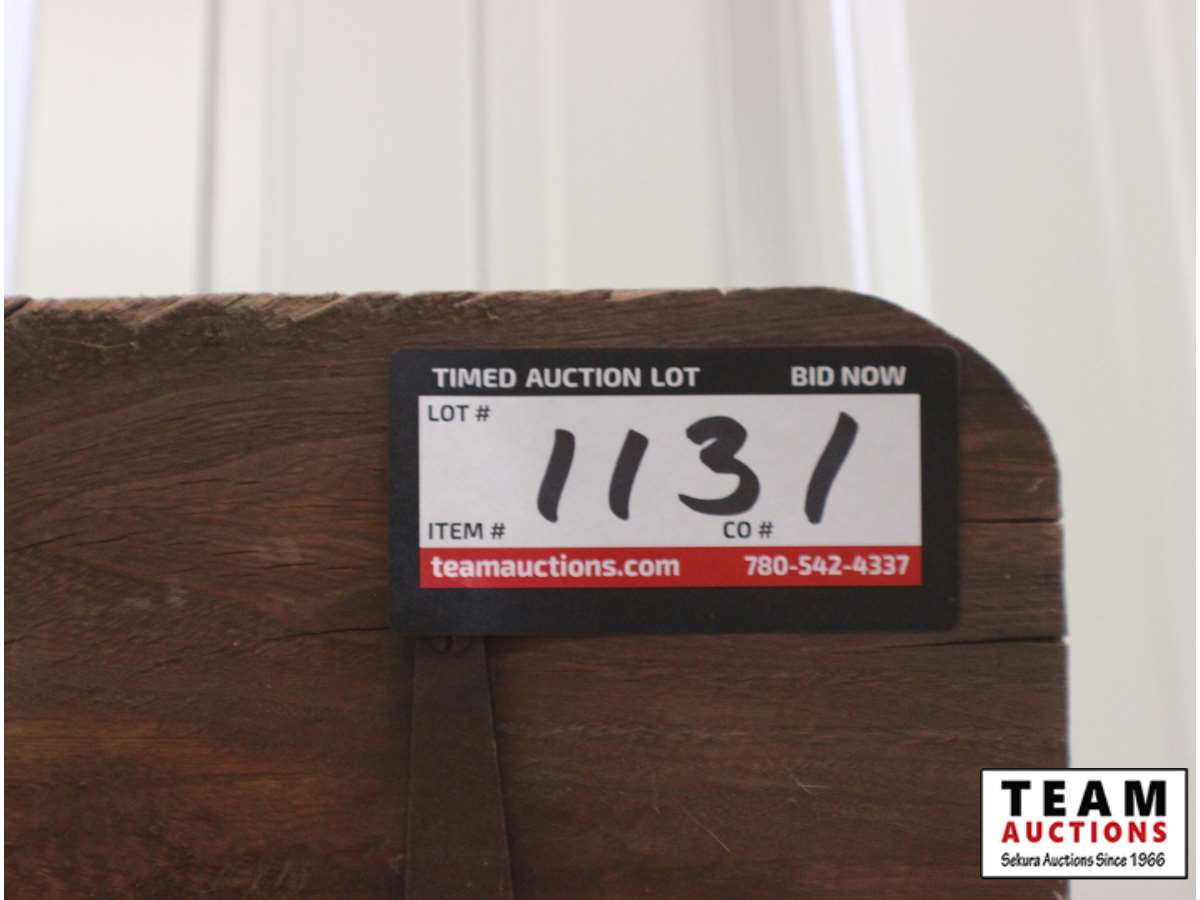 TIMED AUCTION LOT BID NOW
LOT #
1131
ITEM # CO #
teamauctions.com 780-542-4337
TEAM
AUCTIONS
Sekura Auctions Since 1966